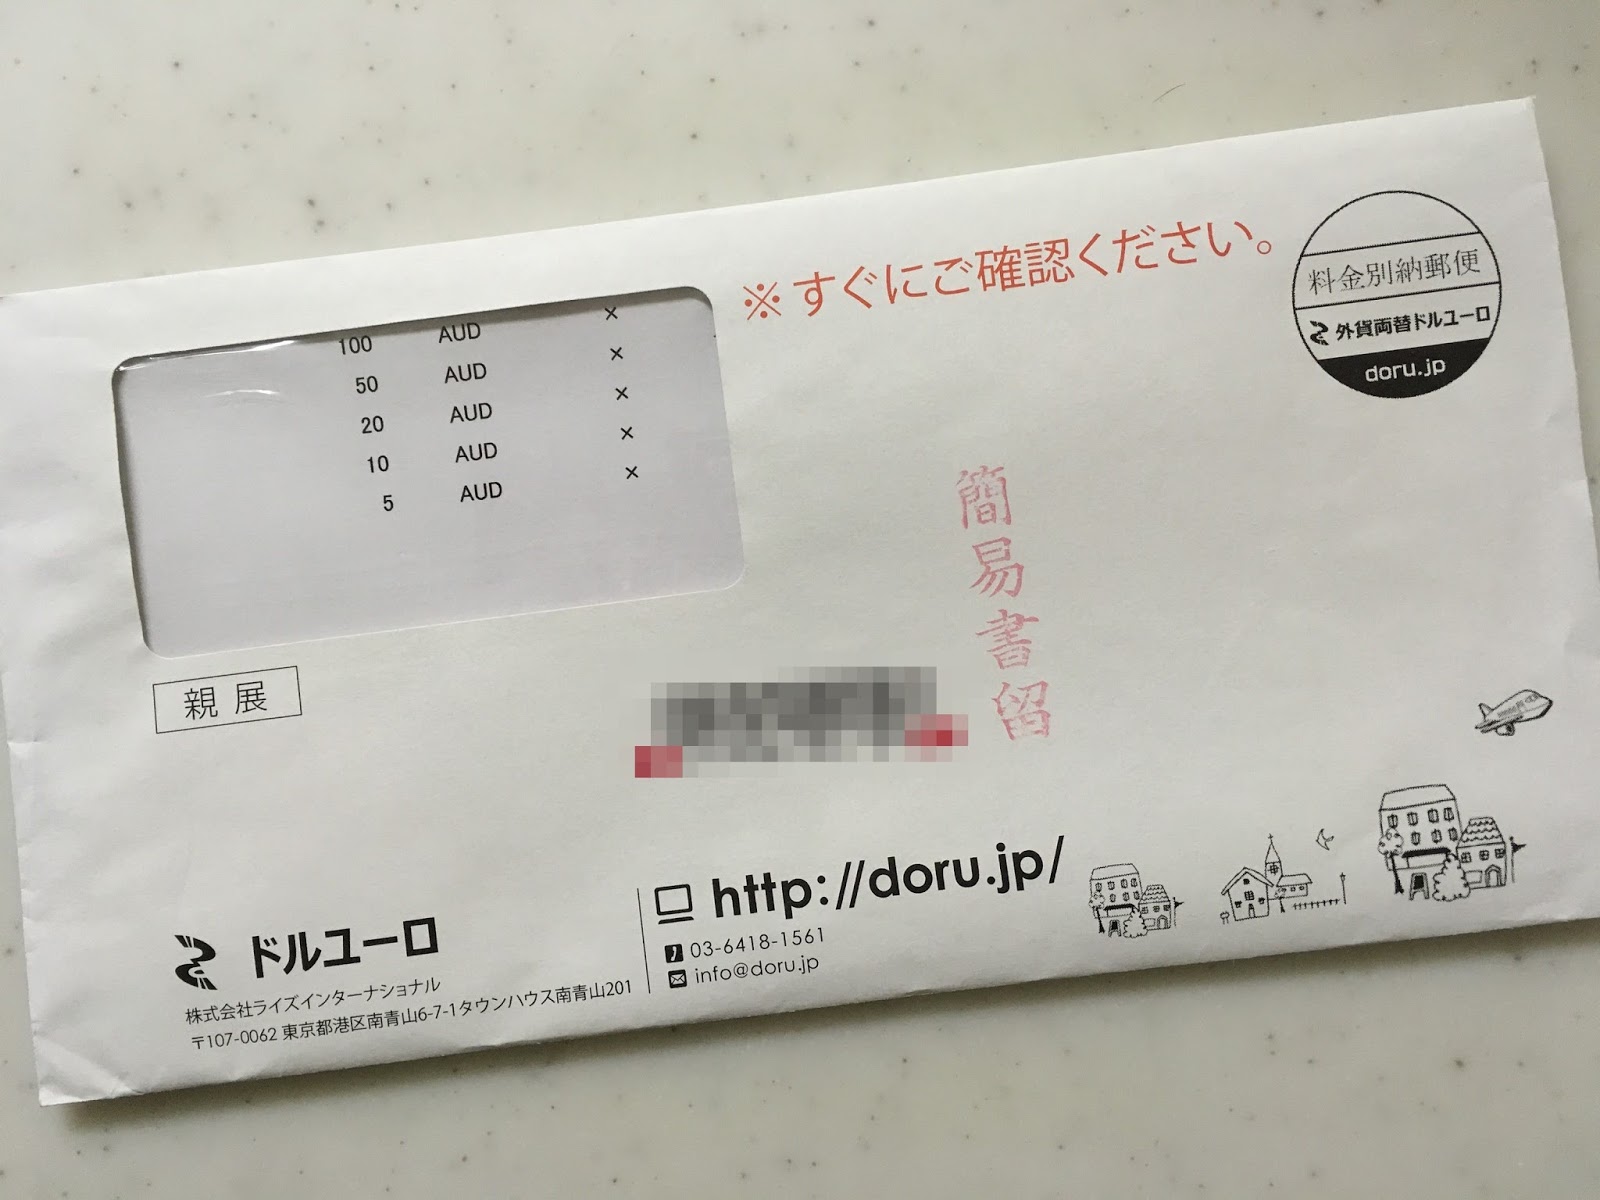 ※すぐにご確認ください。
料金別納郵便
外貨両替ドルユーロ
doru.jp
100 AUD ×
50 AUD ×
20 AUD ×
10 AUD ×
5 AUD ×
簡易書留
親展
ドルユーロ
株式会社ライズインターナショナル
〒107-0062 東京都港区南青山6-7-1タウンハウス南青山201
http://doru.jp/
03-6418-1561
info@doru.jp